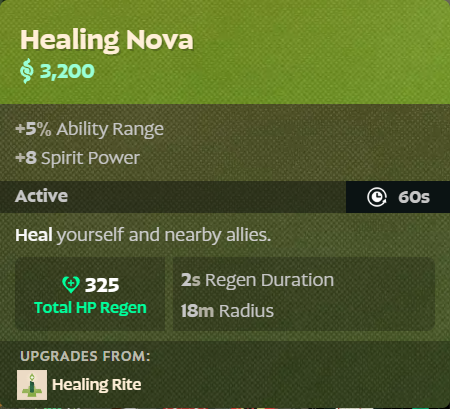 Healing Nova
3,200
+5% Ability Range
+8 Spirit Power
Active
60s
Heal yourself and nearby allies.
325
Total HP Regen
2s Regen Duration
18m Radius
UPGRADES FROM:
Healing Rite